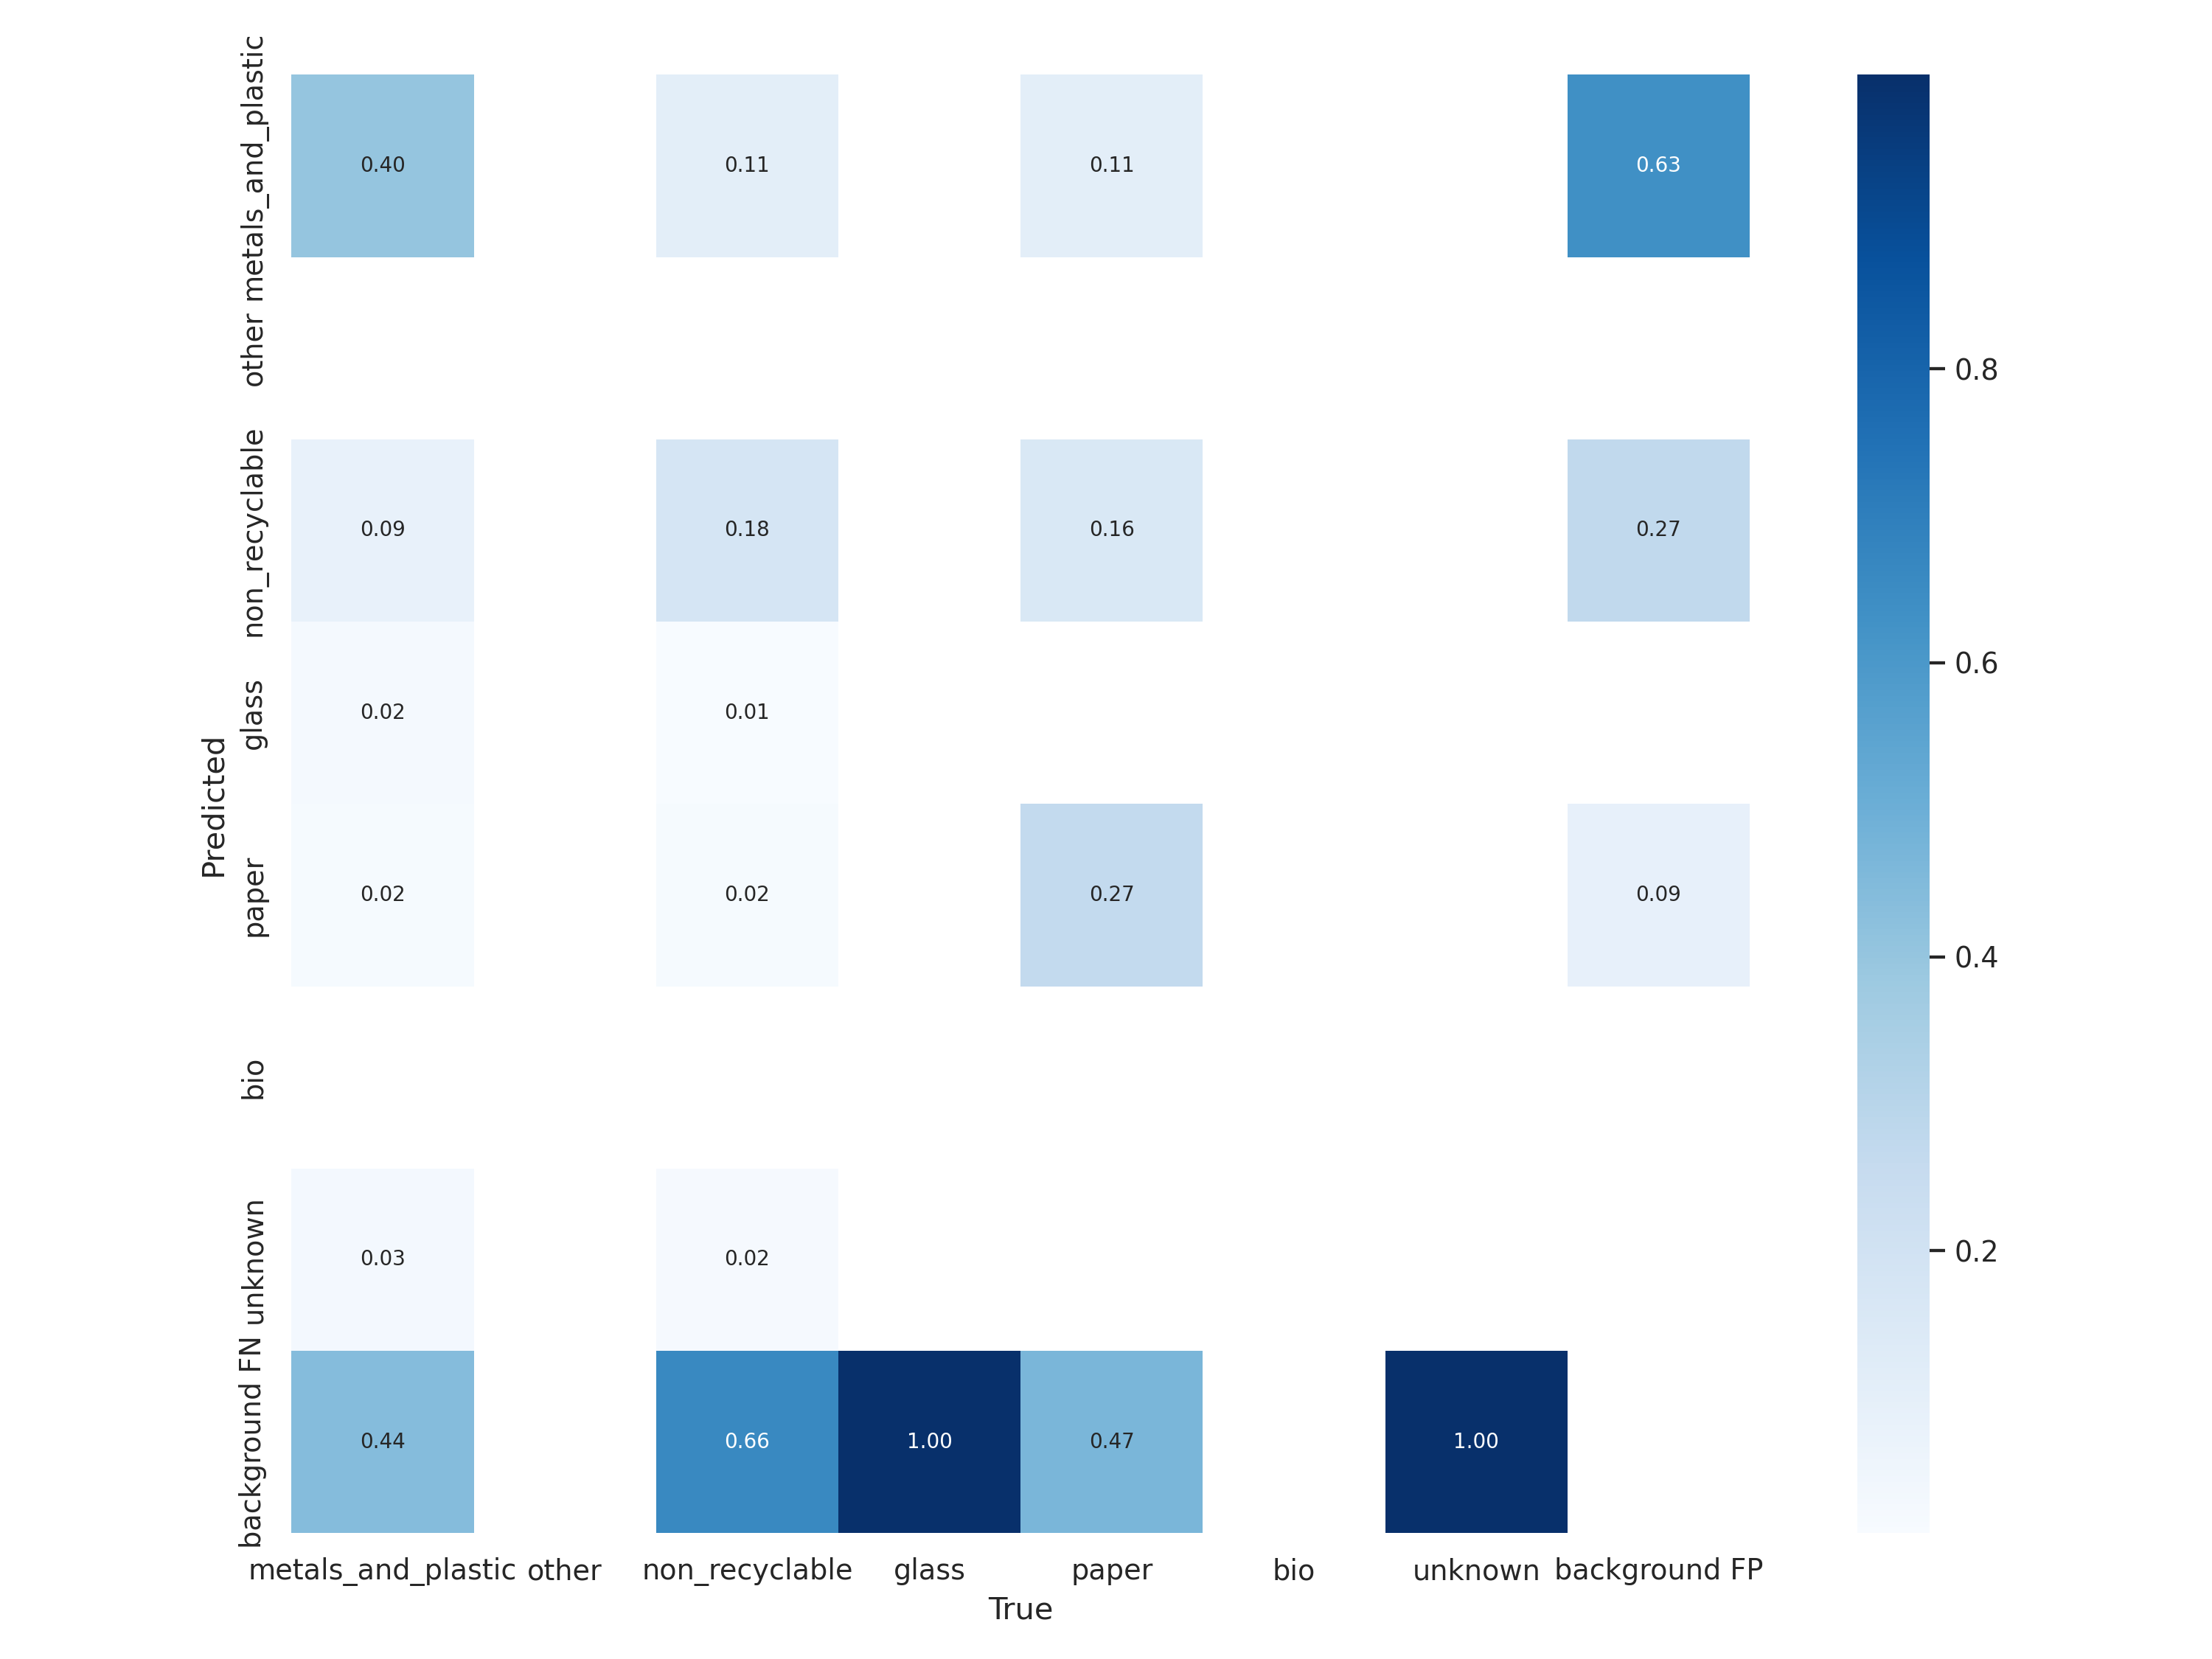 metals_and_plastic
0.40 0.11 0.11 0.63
other
0.8
non_recyclable
0.09 0.18 0.16 0.27
0.6
glass
0.02 0.01
Predicted
paper
0.02 0.02 0.27 0.09
0.4
bio
unknown
0.03 0.02
0.2
background FN
0.44 0.66 1.00 0.47 1.00
metals_and_plastic other non_recyclable glass paper bio unknown background FP
True